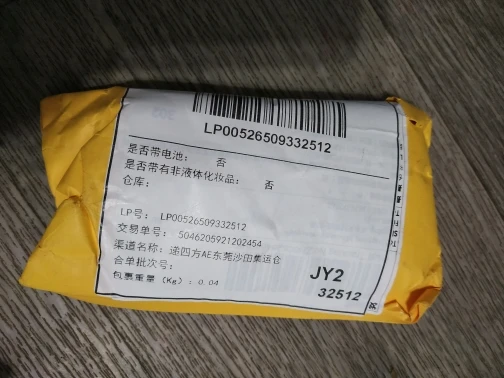 LP00526509332512
是否带电池： 否
是否带有非液体化妆品： 否
仓库：
LP号： LP00526509332512
交易单号： 5046205921202454
渠道名称： 递四方AE东莞沙田集运仓
合单批次号：
包裹重量（Kg）： 0.04
JY2
32512